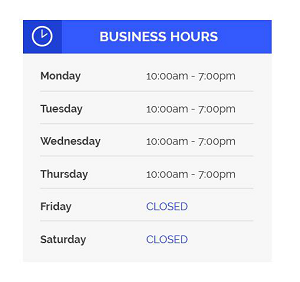 BUSINESS HOURS
Monday 10:00am - 7:00pm
Tuesday 10:00am - 7:00pm
Wednesday 10:00am - 7:00pm
Thursday 10:00am - 7:00pm
Friday CLOSED
Saturday CLOSED